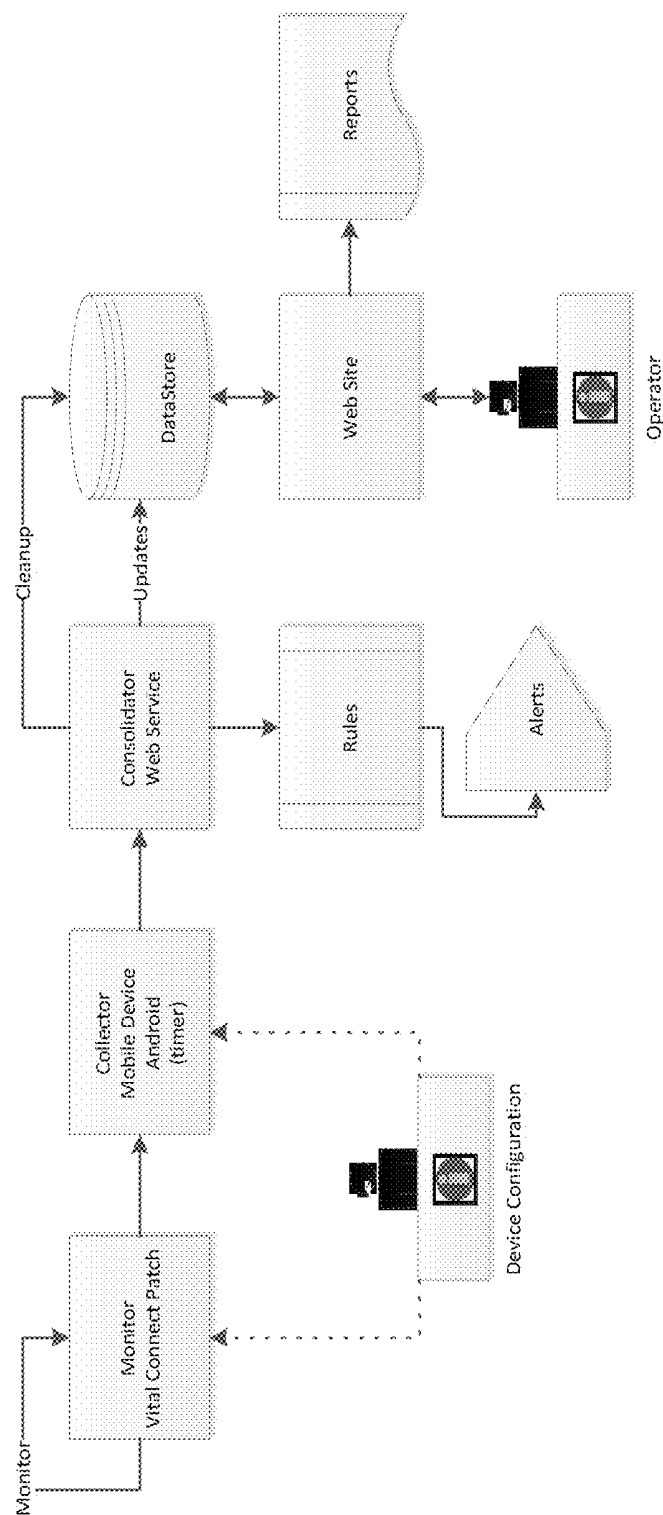 Monitor
Monitor
Vital Connect Patch
Collector
Mobile Device
Android
(timer)
Device Configuration
Cleanup
Consolidator
Web Service
Updates
DataStore
Rules
Alerts
Web Site
Reports
Operator